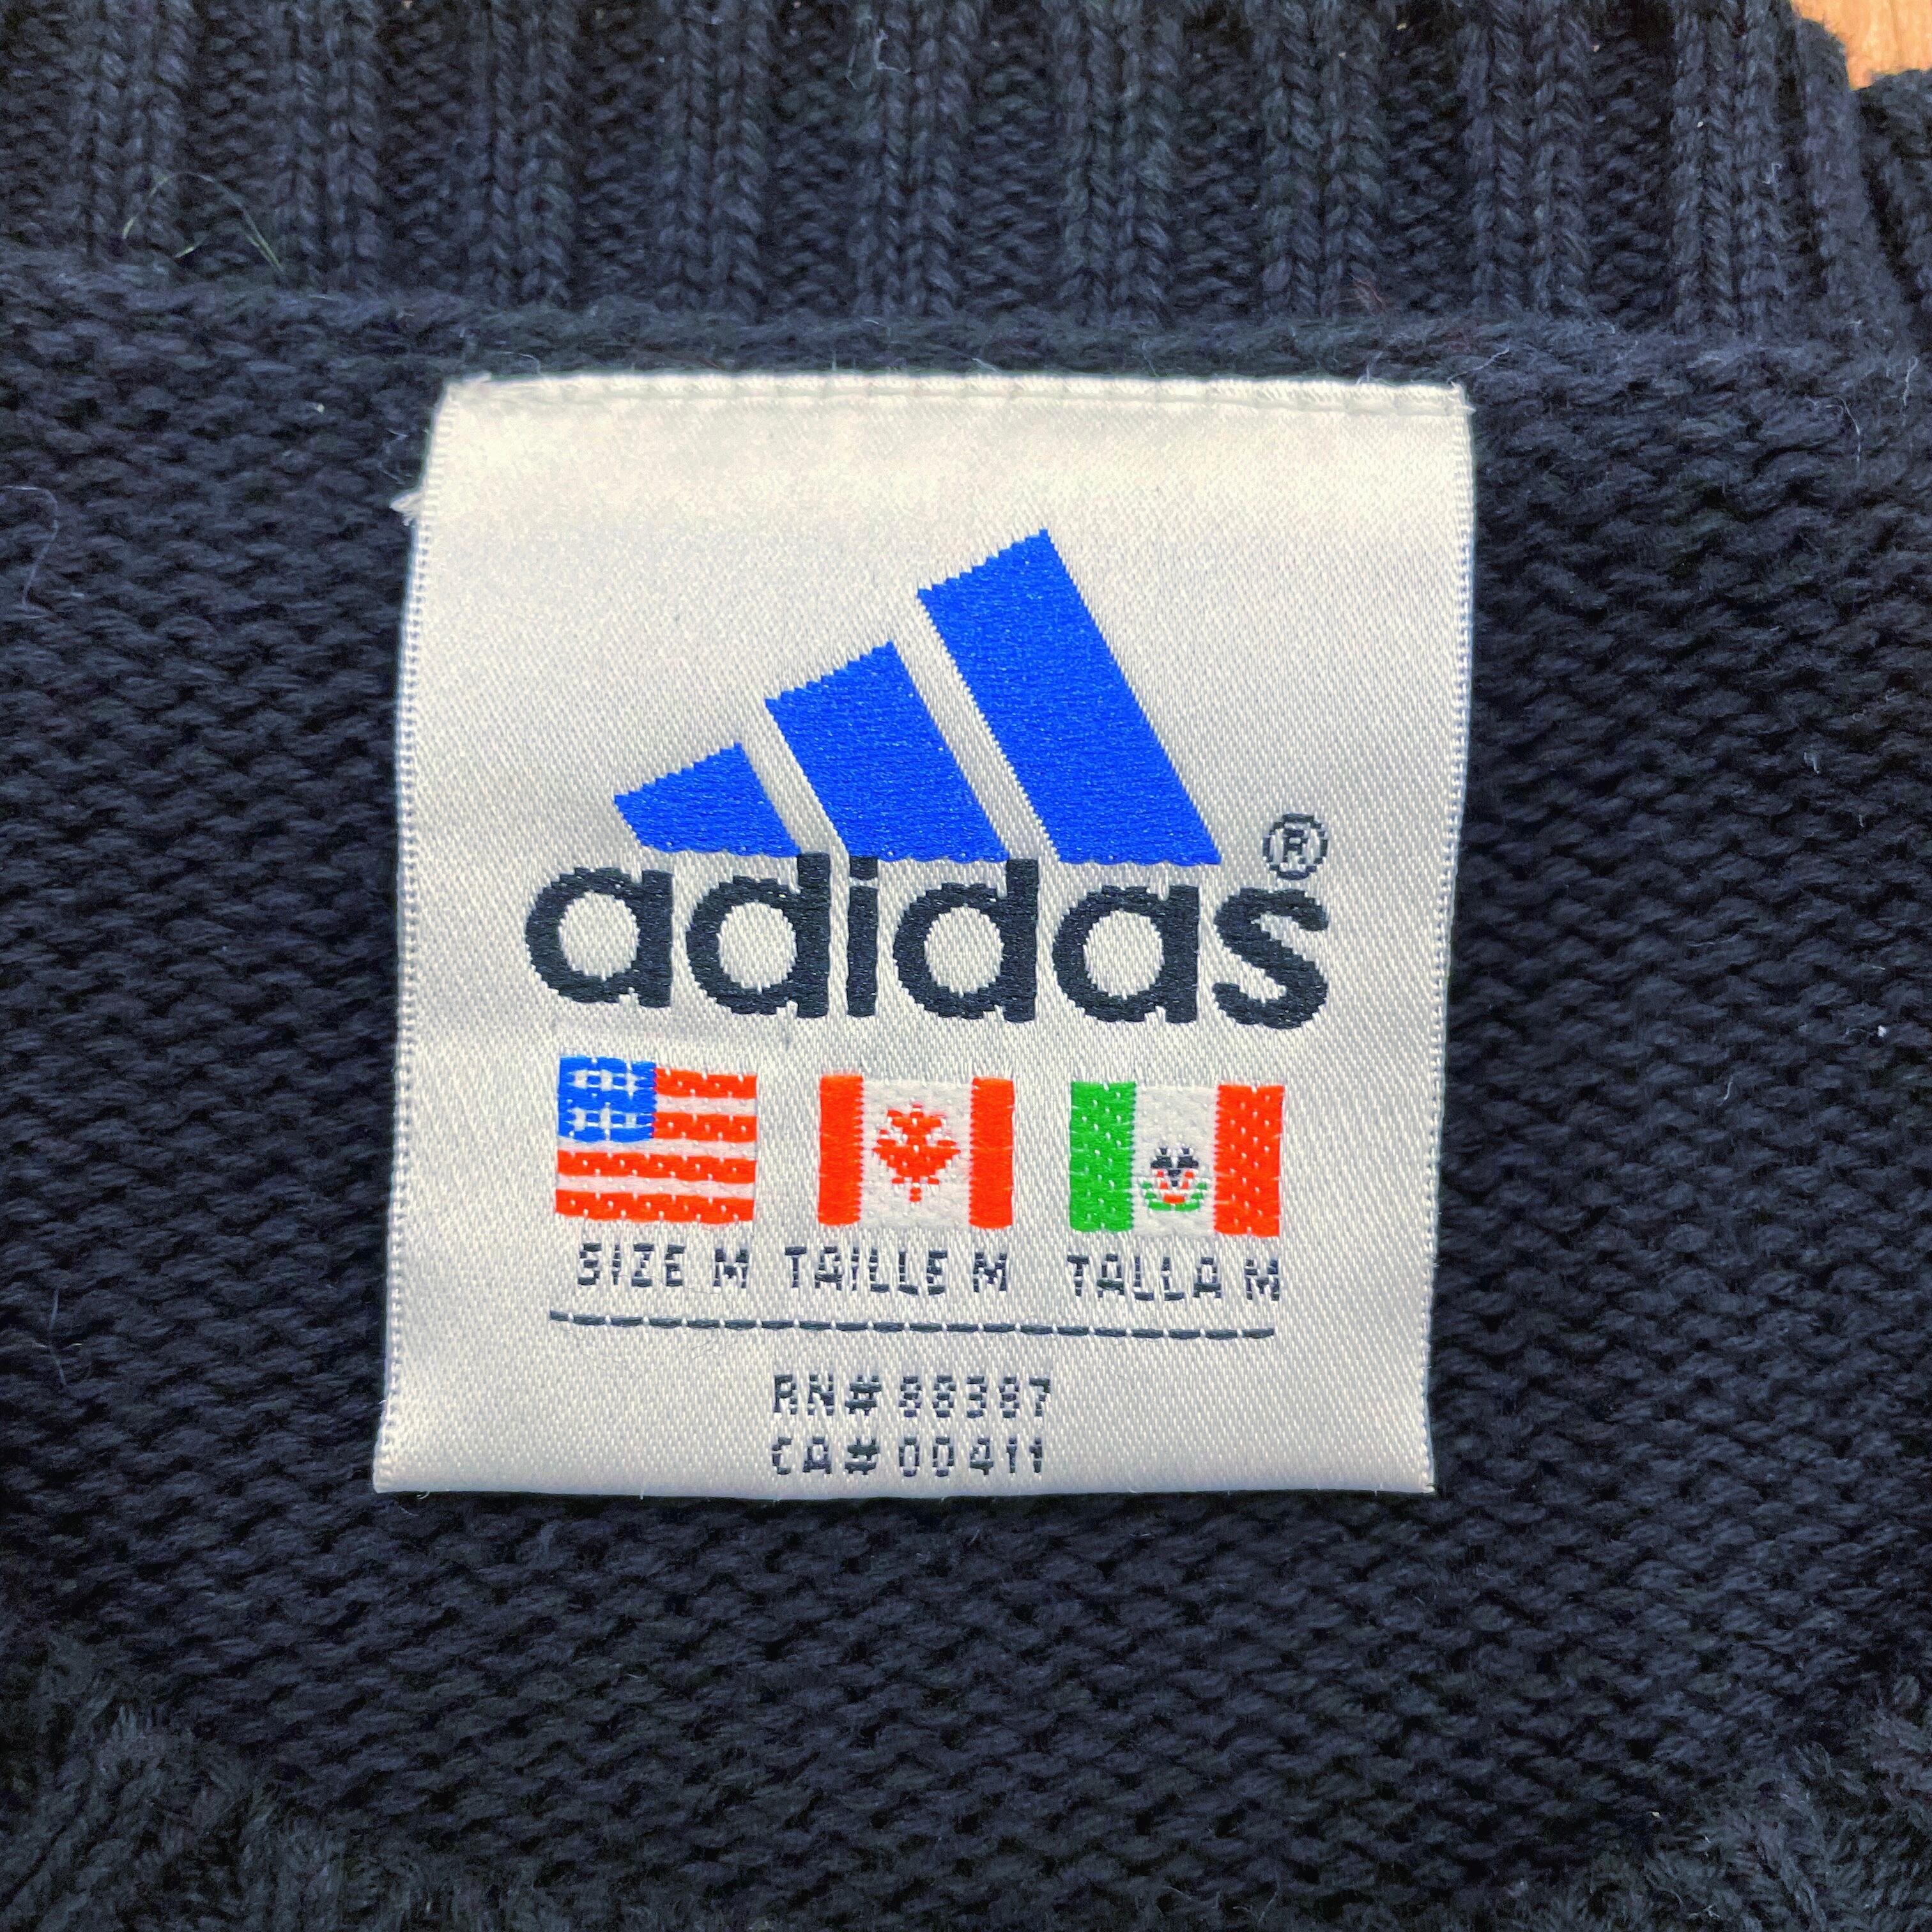 adidas®
SIZE M TAILLE M TALLA M
RN# 88387
CA# 00411